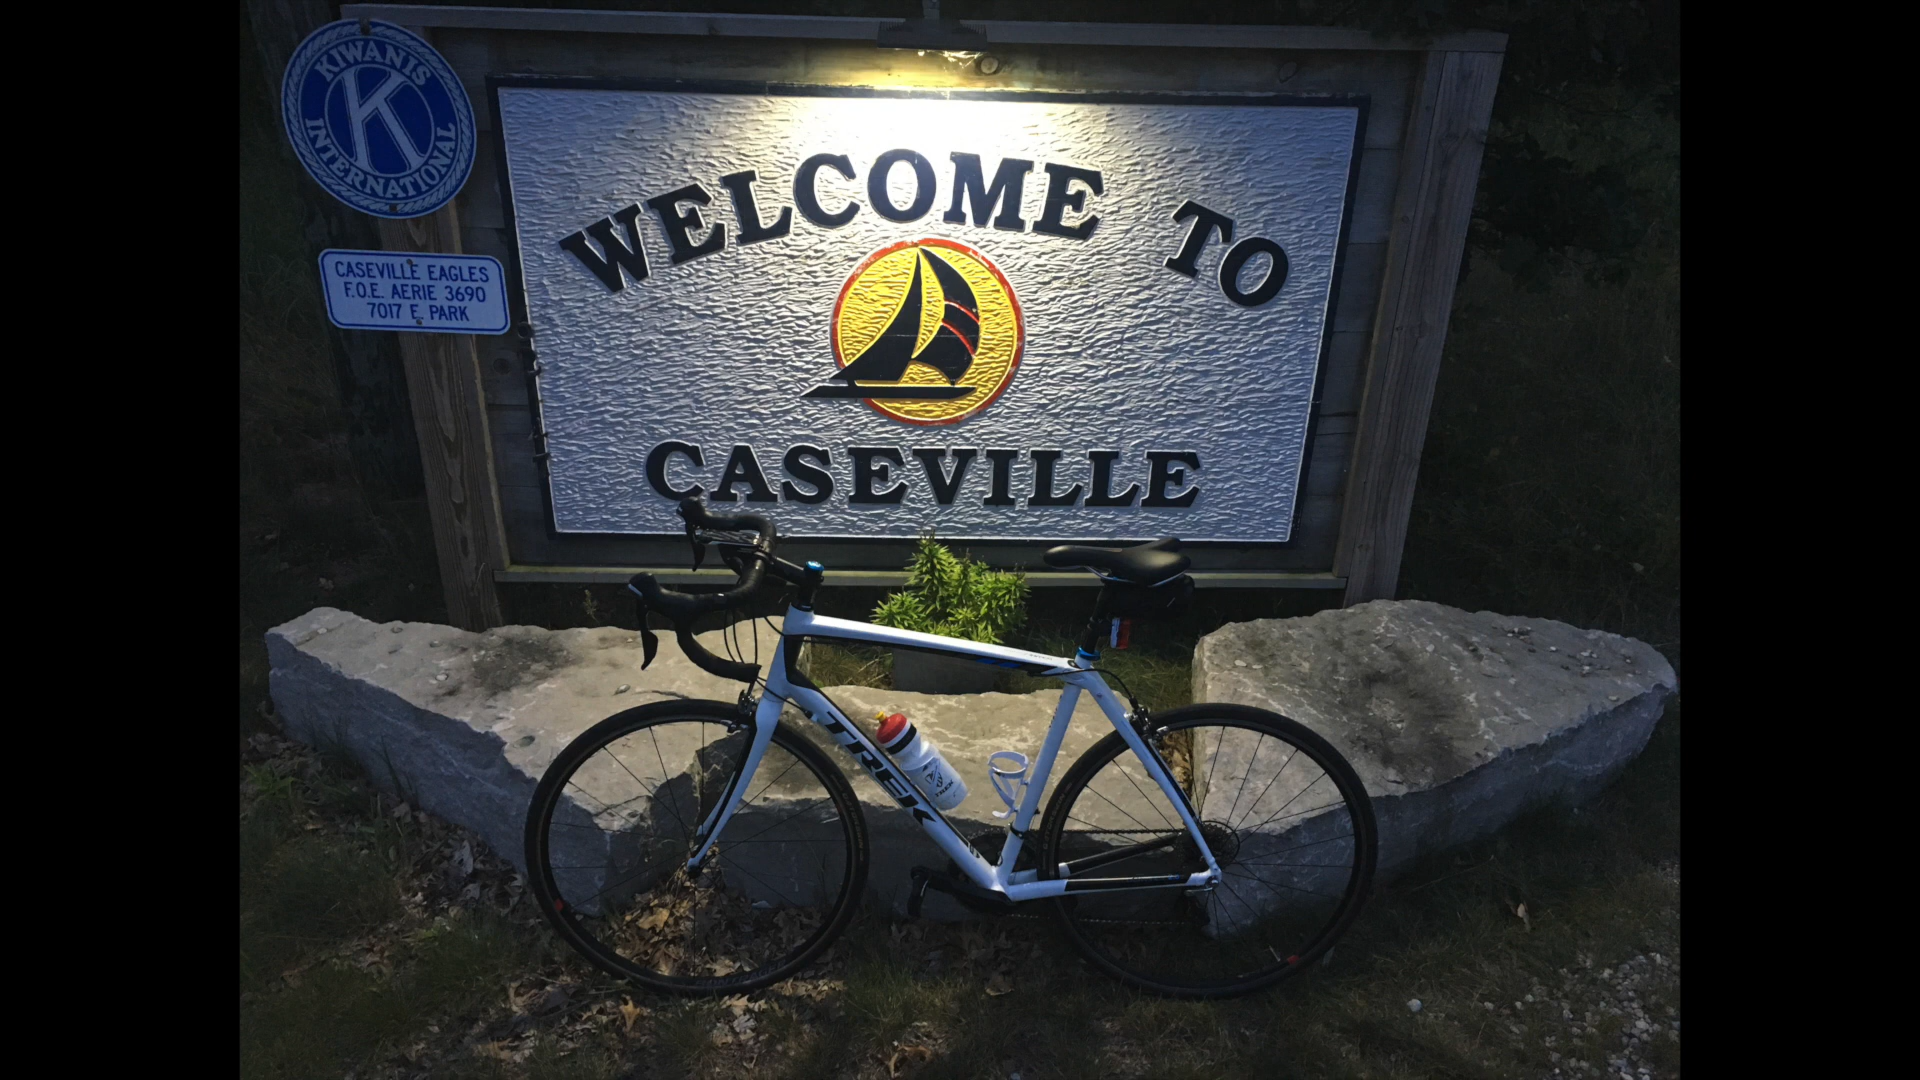 KIWANIS
K
INTERNATIONAL
CASEVILLE EAGLES
F.O.E. AERIE 3690
7017 E. PARK
WELCOME TO
CASEVILLE
TREK
TREK